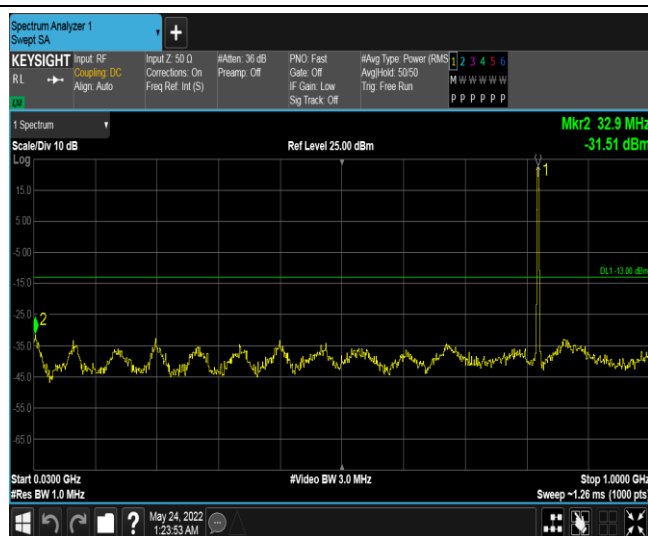 Spectrum Analyzer 1
Swept SA
+
KEYSIGHT
RL
LM
Input: RF
Coupling: DC
Align: Auto
Input Z: 50 Ω
Corrections: On
Freq Ref: Int (S)
#Atten: 36 dB
Preamp: Off
PNO: Fast
Gate: Off
IF Gain: Low
Sig Track: Off
#Avg Type: Power (RMS
Avg|Hold: 50/50
Trig: Free Run
1 2 3 4 5 6
M W W W W W
P P P P P P
1 Spectrum
Scale/Div 10 dB
Ref Level 25.00 dBm
Mkr2 32.9 MHz
-31.51 dBm
Log
15.0
5.00
-5.00
-15.0
-25.0
-35.0
-45.0
-55.0
-65.0
1
DL1 -13.00 dBm
2
Start 0.0300 GHz
#Res BW 1.0 MHz
#Video BW 3.0 MHz
Stop 1.0000 GHz
Sweep ~1.26 ms (1000 pts)
?
May 24, 2022
1:23:53 AM